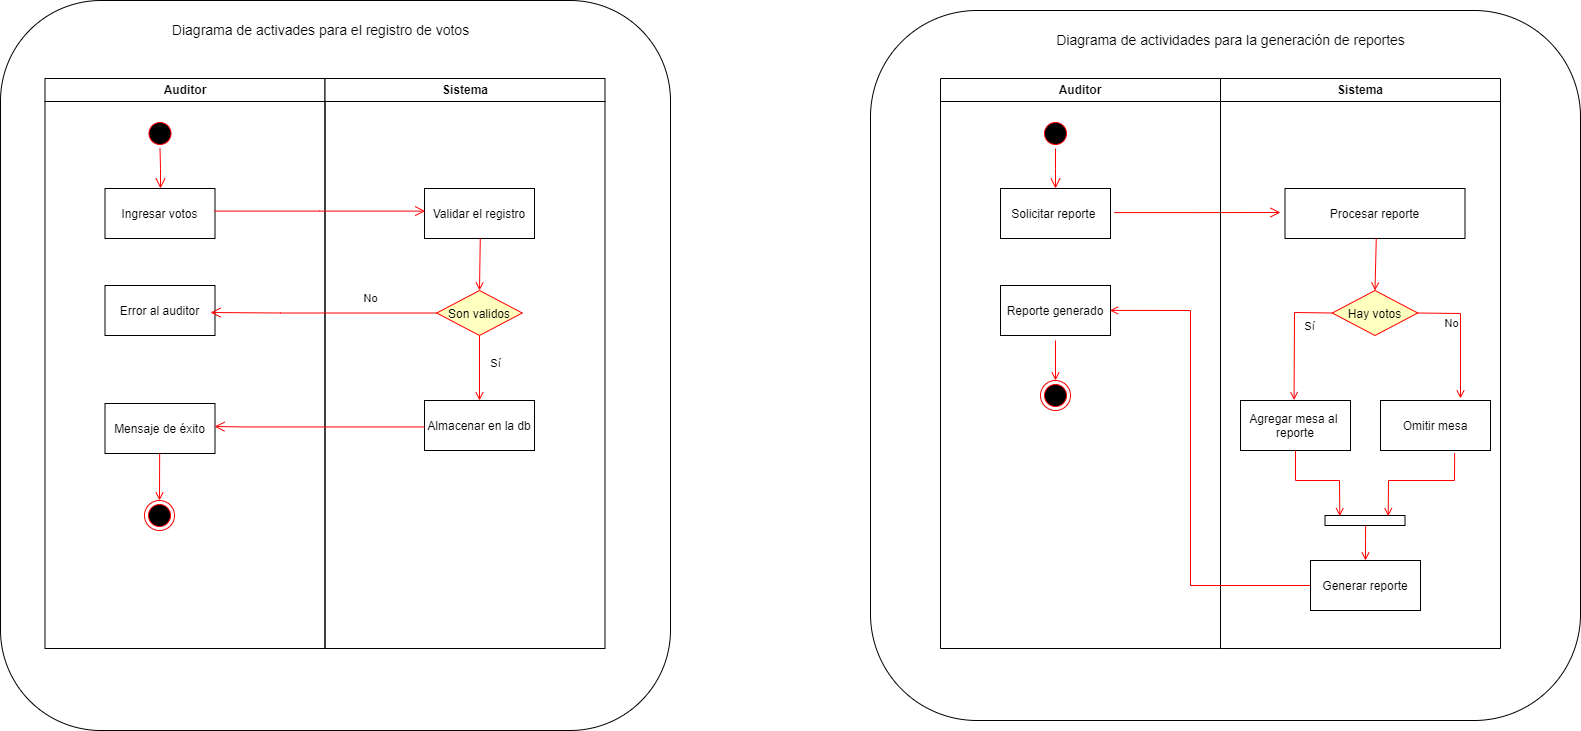 Diagrama de activades para el registro de votos
Auditor
Sistema
Ingresar votos
Validar el registro
No
Error al auditor
Son validos
Sí
Mensaje de éxito
Almacenar en la db
Diagrama de actividades para la generación de reportes
Auditor
Sistema
Solicitar reporte
Procesar reporte
Reporte generado
Hay votos
Sí
No
Agregar mesa al
reporte
Omitir mesa
Generar reporte